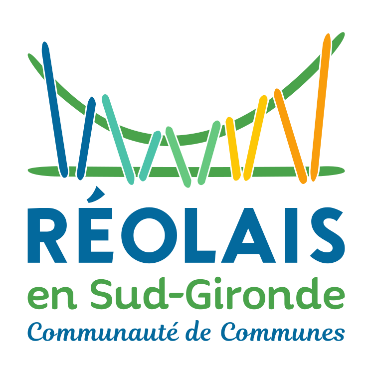 RÉOLAIS
en Sud-Gironde
Communauté de Communes